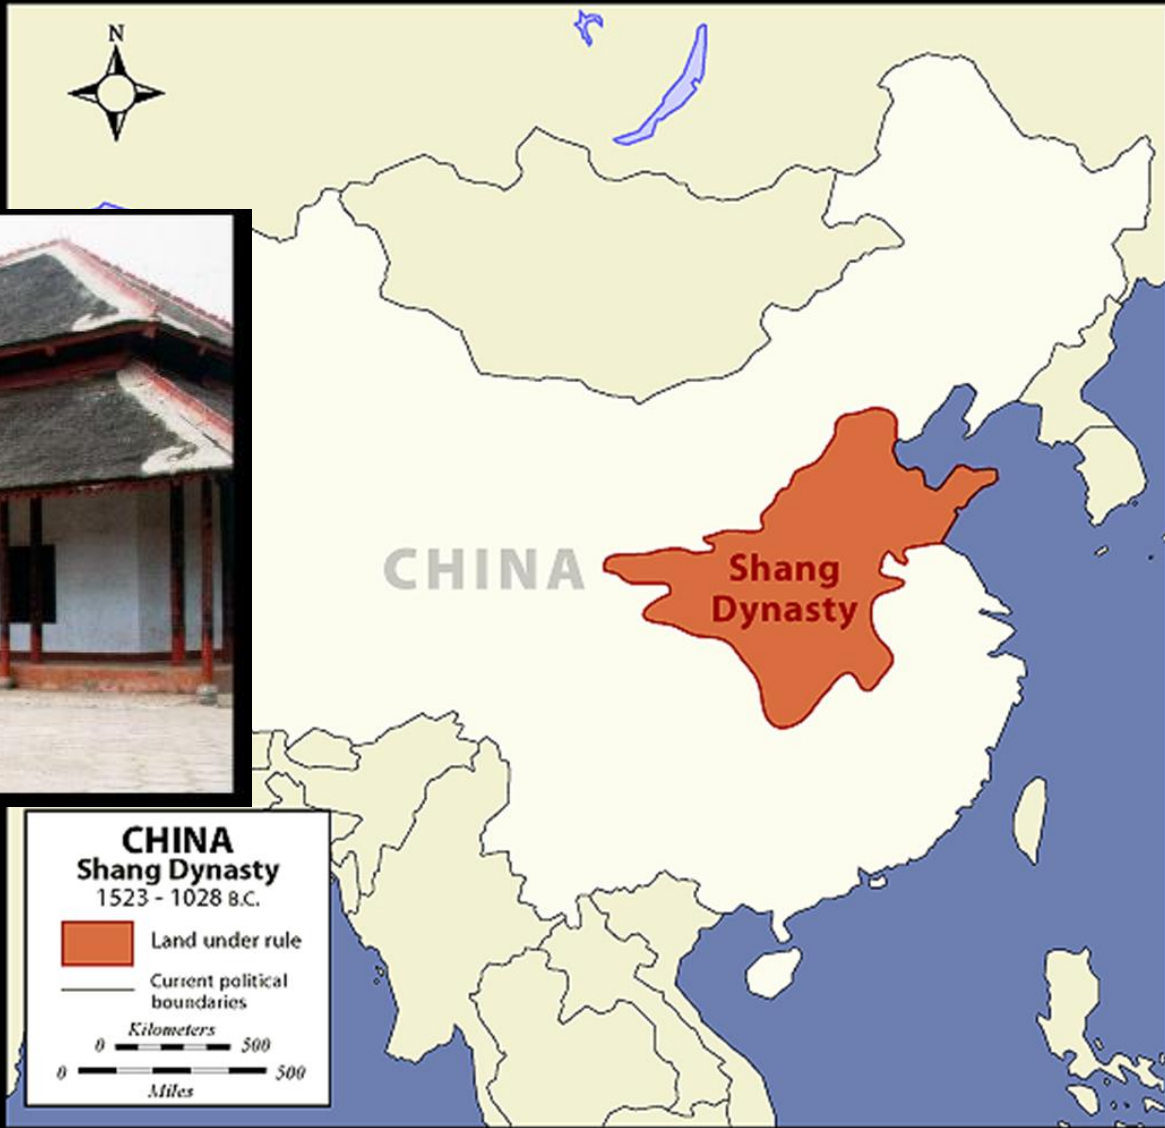 N
CHINA
Shang
Dynasty
CHINA
Shang Dynasty
1523 - 1028 B.C.
Land under rule
Current political
boundaries
Kilometers
0 500
0 500
Miles